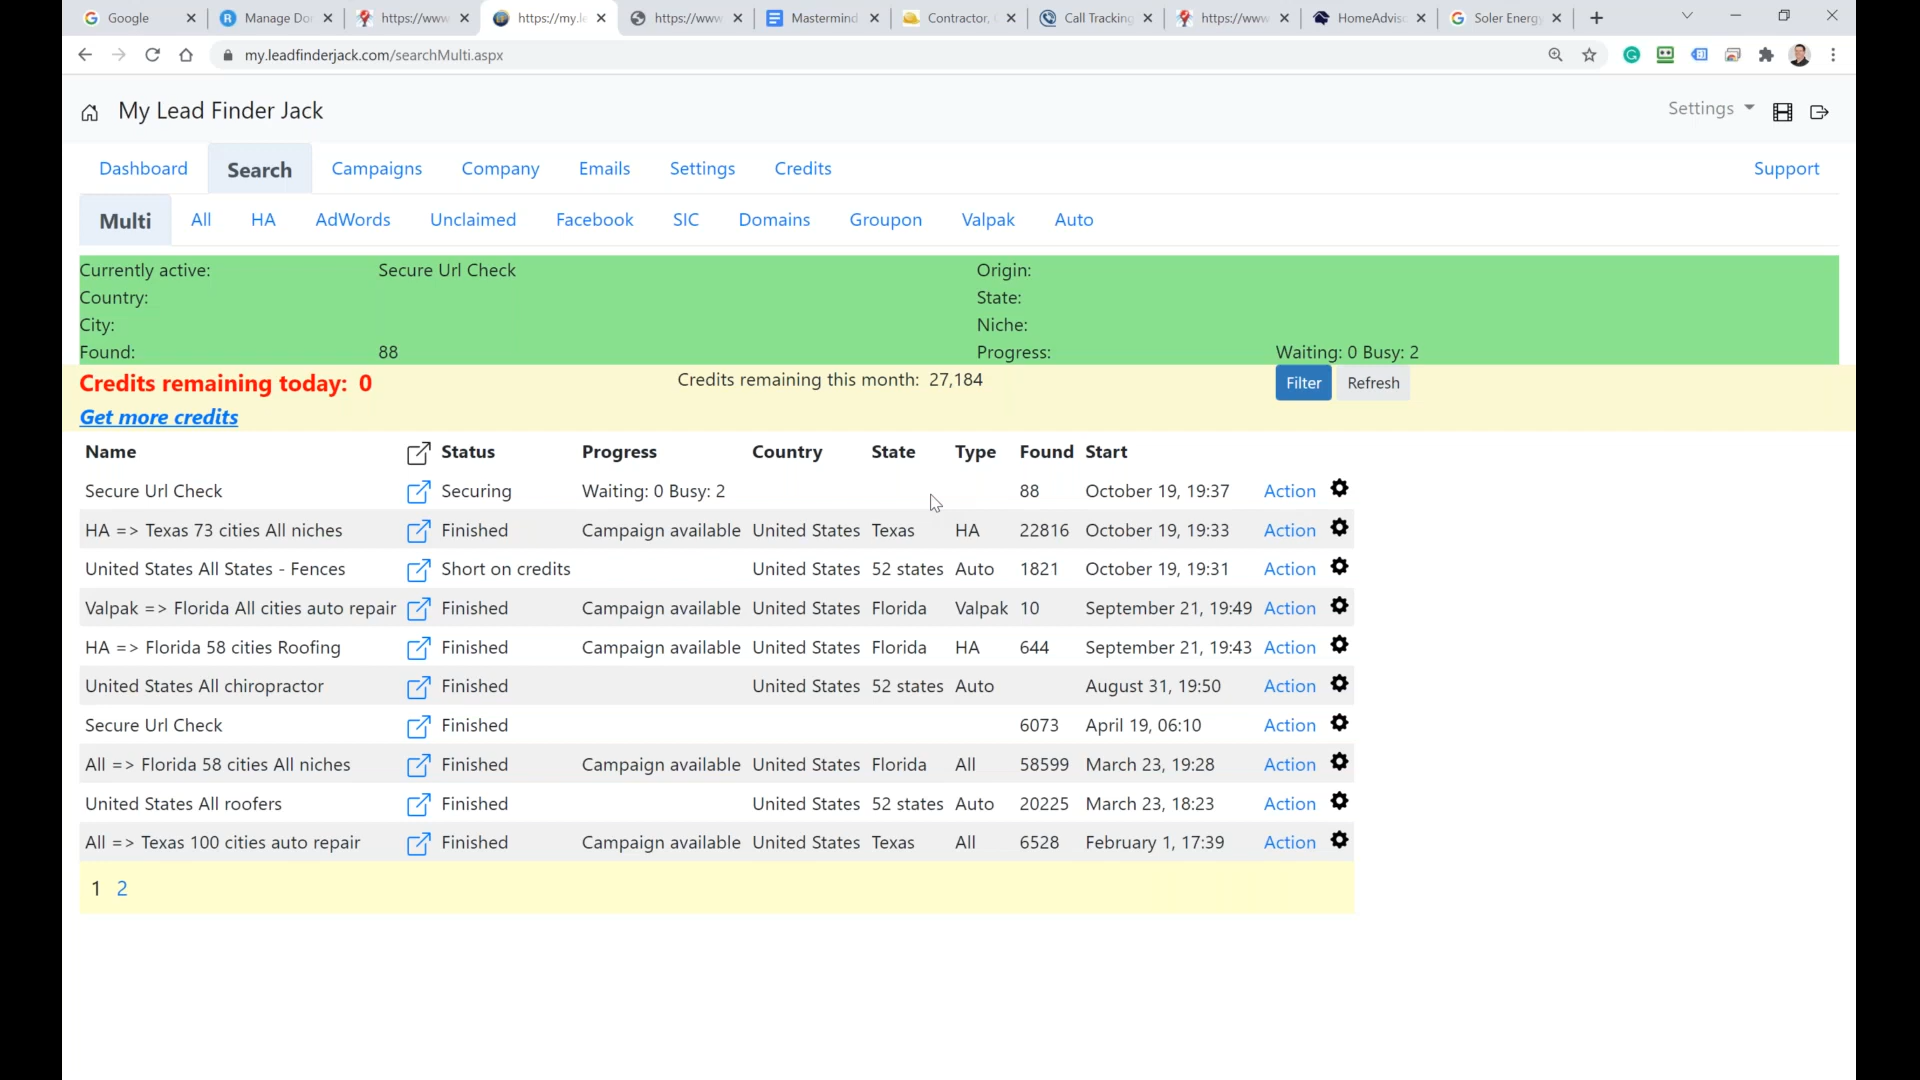 Google Manage Do https://www https://my.le https://www Mastermind Contractor, Call Tracking https://www HomeAdviso Soler Energy
my.leadfinderjack.com/searchMulti.aspx
My Lead Finder Jack Settings
Dashboard Search Campaigns Company Emails Settings Credits Support
Multi All HA AdWords Unclaimed Facebook SIC Domains Groupon Valpak Auto
Currently active: Secure Url Check Origin:
Country: State:
City: Niche:
Found: 88 Progress: Waiting: 0 Busy: 2
Credits remaining today: 0 Credits remaining this month: 27,184 Filter Refresh
Get more credits
Name Status Progress Country State Type Found Start
Secure Url Check Securing Waiting: 0 Busy: 2 88 October 19, 19:37 Action
HA => Texas 73 cities All niches Finished Campaign available United States Texas HA 22816 October 19, 19:33 Action
United States All States - Fences Short on credits United States 52 states Auto 1821 October 19, 19:31 Action
Valpak => Florida All cities auto repair Finished Campaign available United States Florida Valpak 10 September 21, 19:49 Action
HA => Florida 58 cities Roofing Finished Campaign available United States Florida HA 644 September 21, 19:43 Action
United States All chiropractor Finished United States 52 states Auto August 31, 19:50 Action
Secure Url Check Finished 6073 April 19, 06:10 Action
All => Florida 58 cities All niches Finished Campaign available United States Florida All 58599 March 23, 19:28 Action
United States All roofers Finished United States 52 states Auto 20225 March 23, 18:23 Action
All => Texas 100 cities auto repair Finished Campaign available United States Texas All 6528 February 1, 17:39 Action
1 2